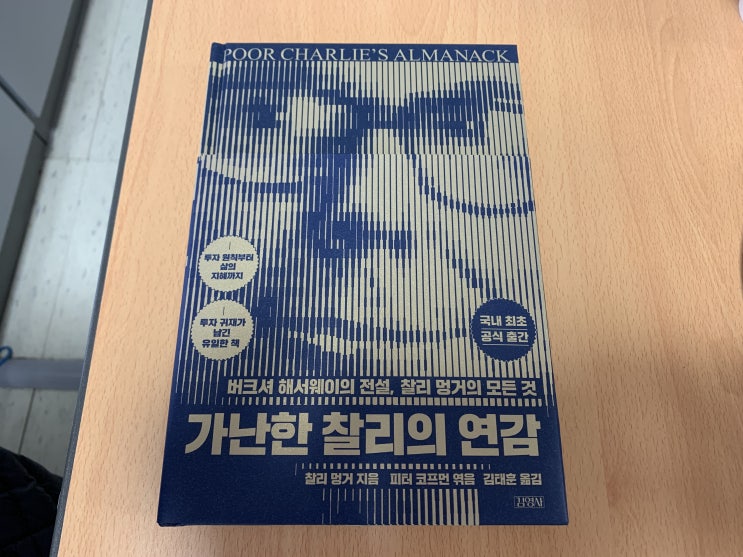 POOR CHARLIE'S ALMANACK
투자 원칙부터
삶의
지혜까지
투자 귀재가
남긴
유일한 책
국내 최초
공식 출간
버크셔 해서웨이의 전설, 찰리 멍거의 모든 것
가난한 찰리의 연감
찰리 멍거 지음 피터 코프먼 엮음 김태훈 옮김
김영사